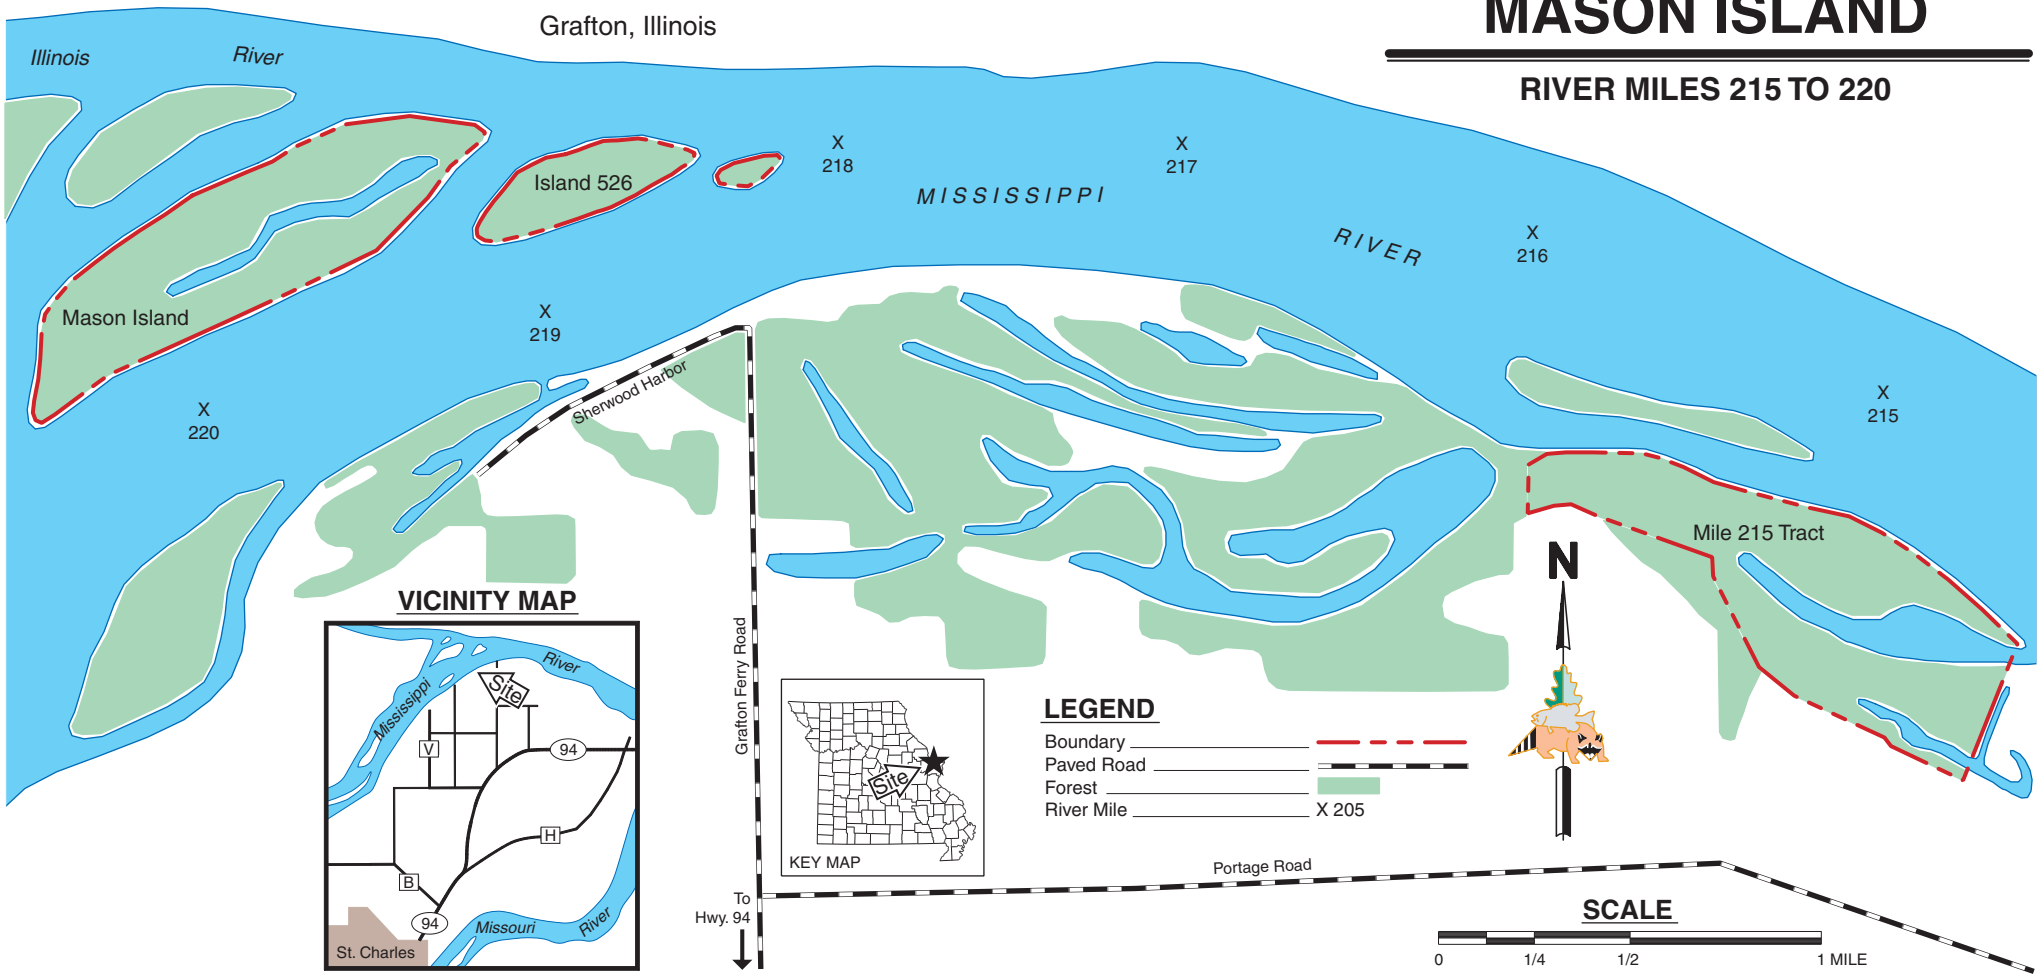 MASON ISLAND
RIVER MILES 215 TO 220
Grafton, Illinois
Illinois River
X
218
X
217
MISSISSIPPI
RIVER
X
216
Island 526
Mason Island
X
219
X
220
X
215
Sherwood Harbor
Mile 215 Tract
N
Grafton Ferry Road
VICINITY MAP
River
Mississippi
Site
V
94
H
B
94
Missouri River
St. Charles
Site
KEY MAP
LEGEND
Boundary
Paved Road
Forest
River Mile X 205
To
Hwy. 94
Portage Road
SCALE
0 1/4 1/2 1 MILE